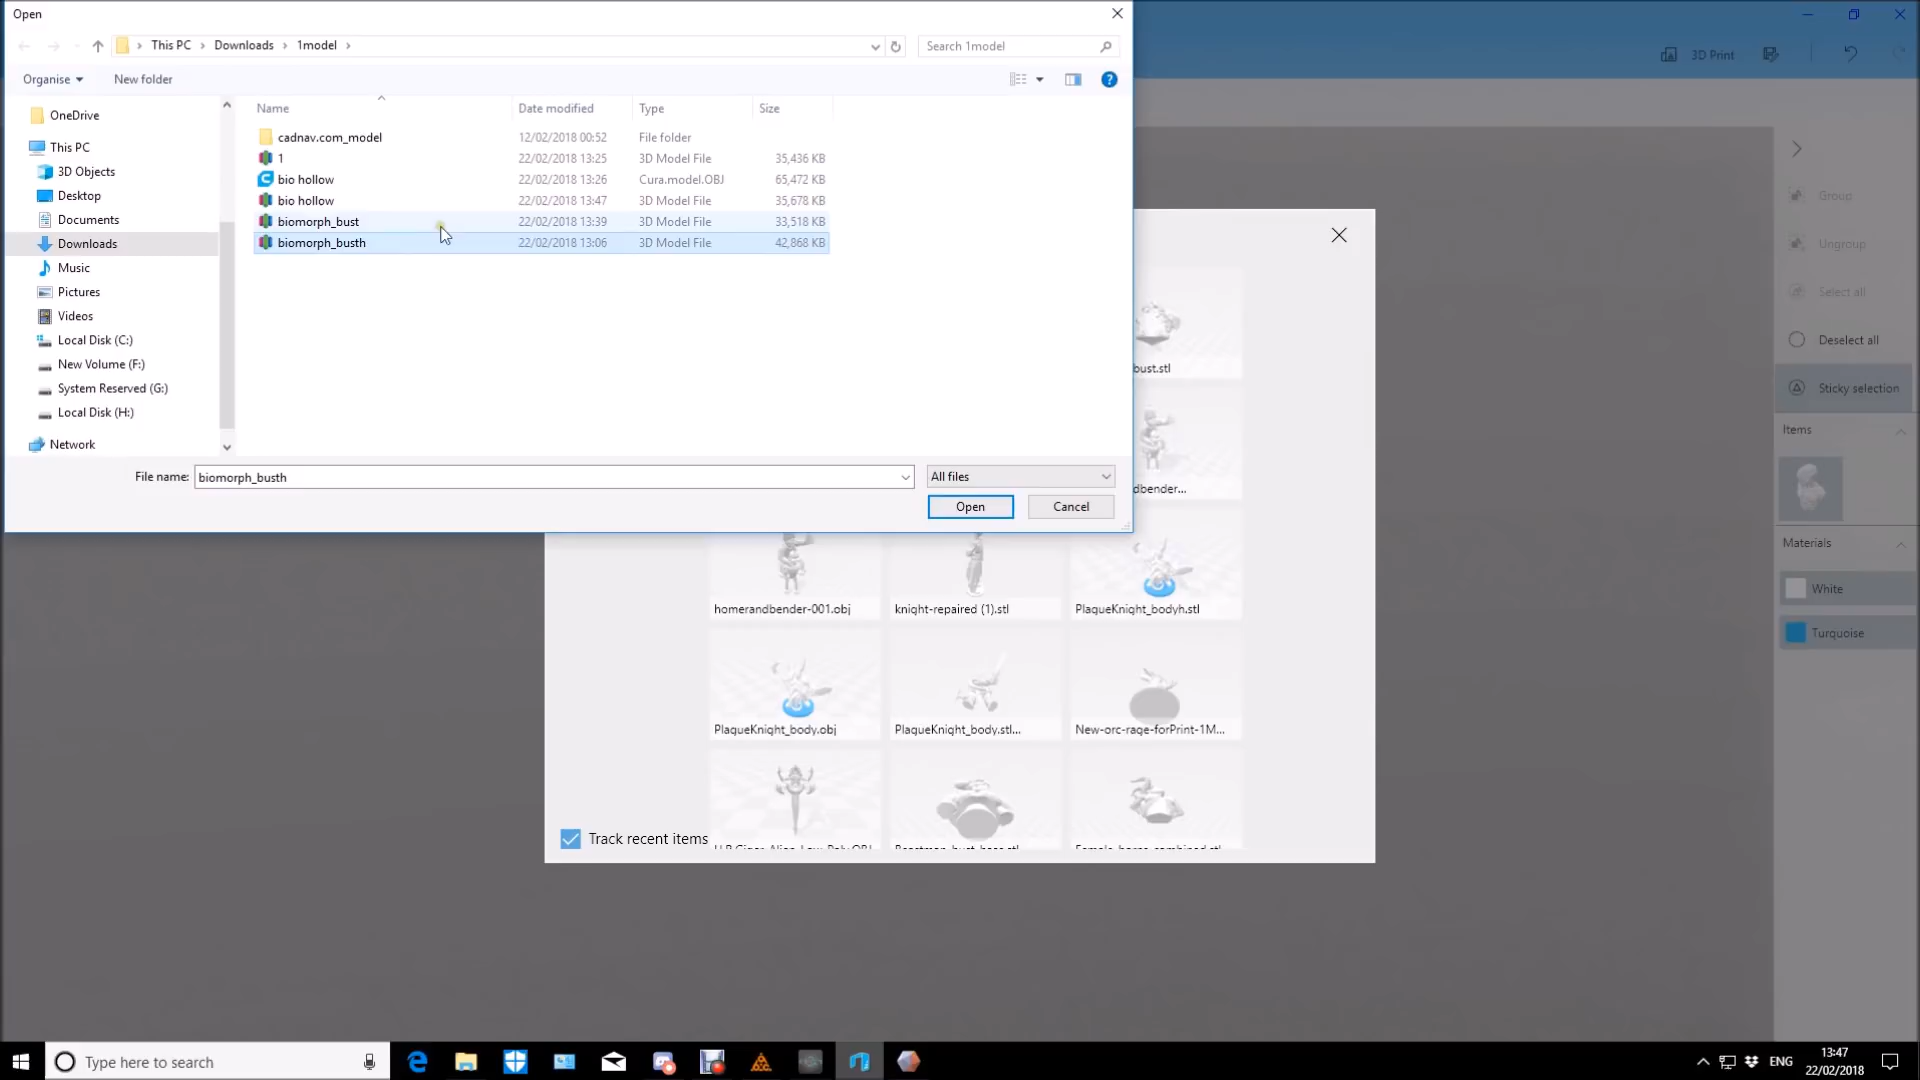 Open
This PC
Downloads
1model
Search 1model
3D Print
Organise
New folder
Name
Date modified
Type
Size
OneDrive
This PC
3D Objects
Desktop
Documents
Downloads
Music
Pictures
Videos
Local Disk (C:)
New Volume (F:)
System Reserved (G:)
Local Disk (H:)
Network
cadnav.com_model 12/02/2018 00:52 File folder
1 22/02/2018 13:25 3D Model File 35,436 KB
bio hollow 22/02/2018 13:26 Cura.model.OBJ 65,472 KB
bio hollow 22/02/2018 13:47 3D Model File 35,678 KB
biomorph_bust 22/02/2018 13:39 3D Model File 33,518 KB
biomorph_busth 22/02/2018 13:06 3D Model File 42,868 KB
File name: biomorph_busth
All files
Open
Cancel
Group
Ungroup
Select all
Deselect all
Sticky selection
Items
Materials
White
Turquoise
bust.stl
dbender...
homerandbender-001.obj
knight-repaired (1).stl
PlaqueKnight_bodyh.stl
PlaqueKnight_body.obj
PlaqueKnight_body.stl...
New-orc-rage-forPrint-1M...
Track recent items
Type here to search
ENG
13:47
22/02/2018